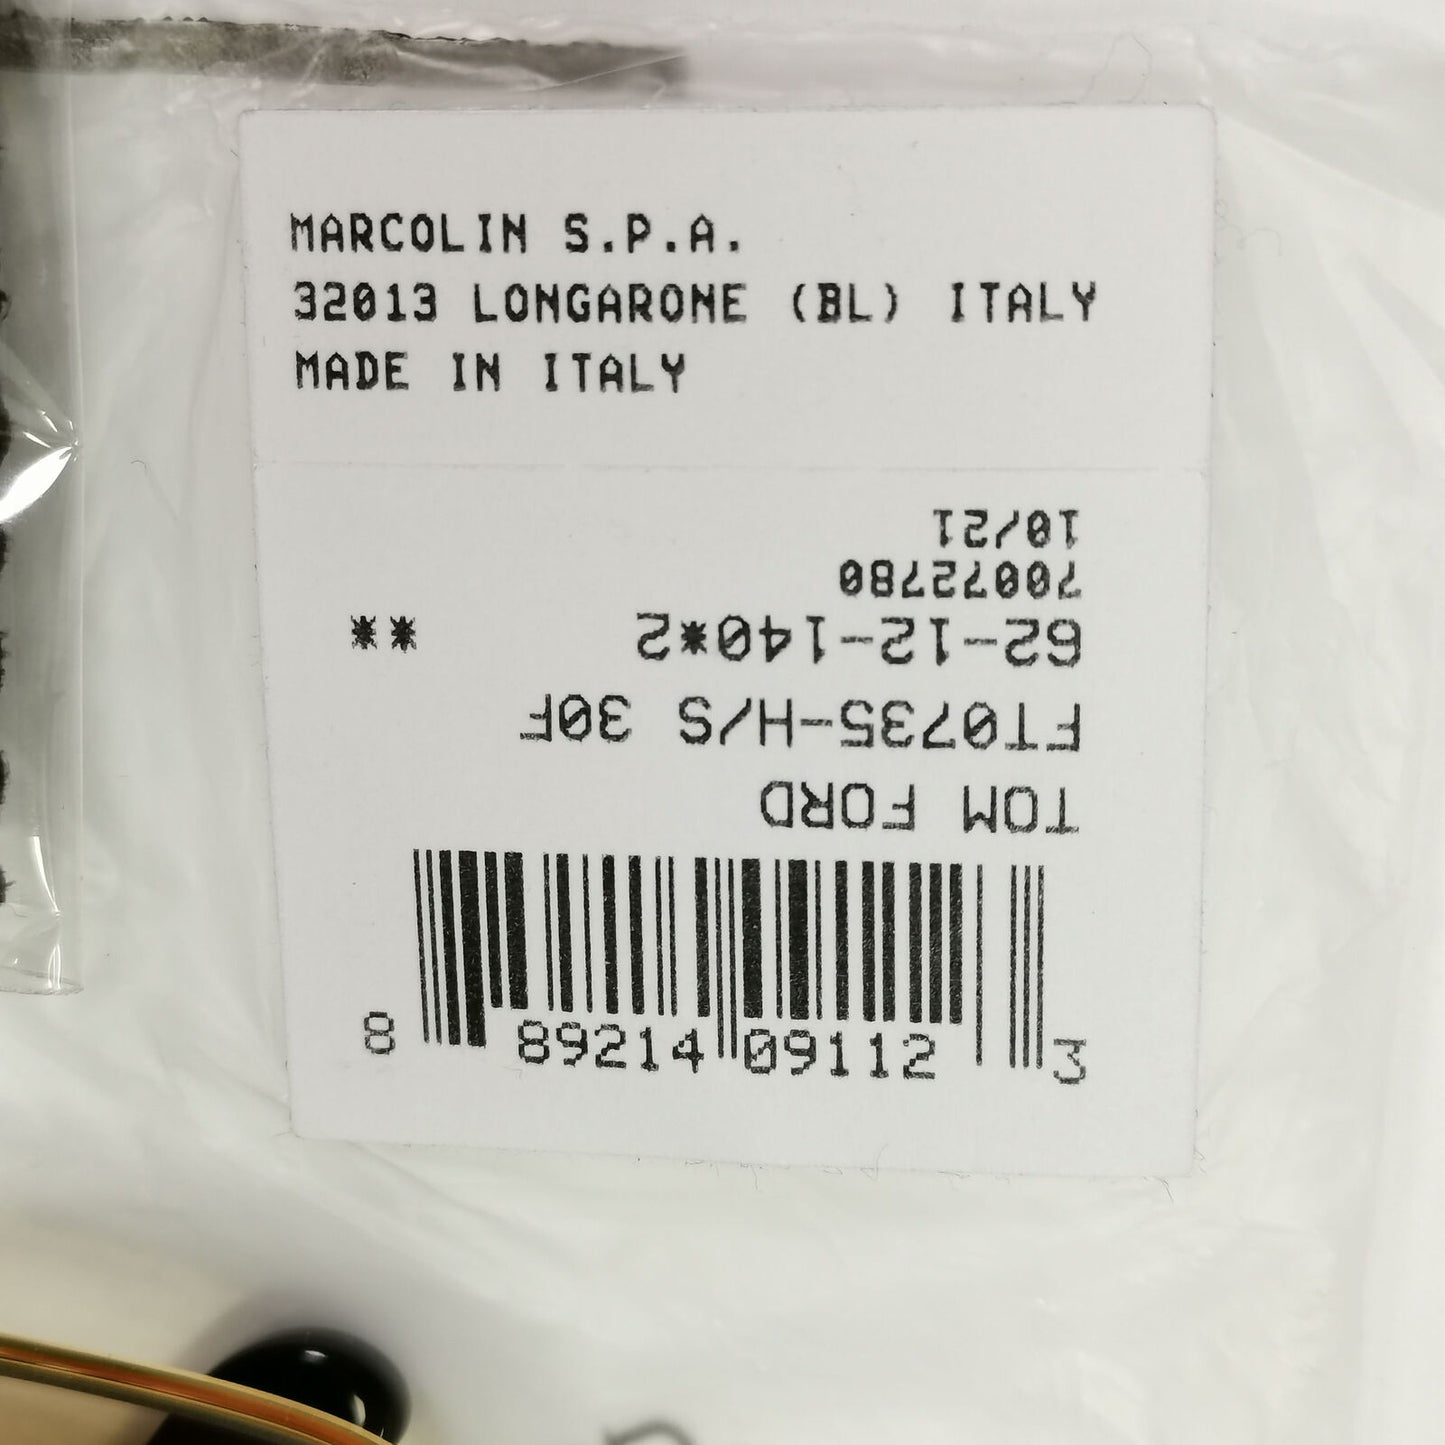 MARCOLIN S.P.A.
32013 LONGARONE (BL) ITALY
MADE IN ITALY
10/21
70072780
62-12-140*2 **
FT0735-H/S 30F
TOM FORD
8 89214 09112 3